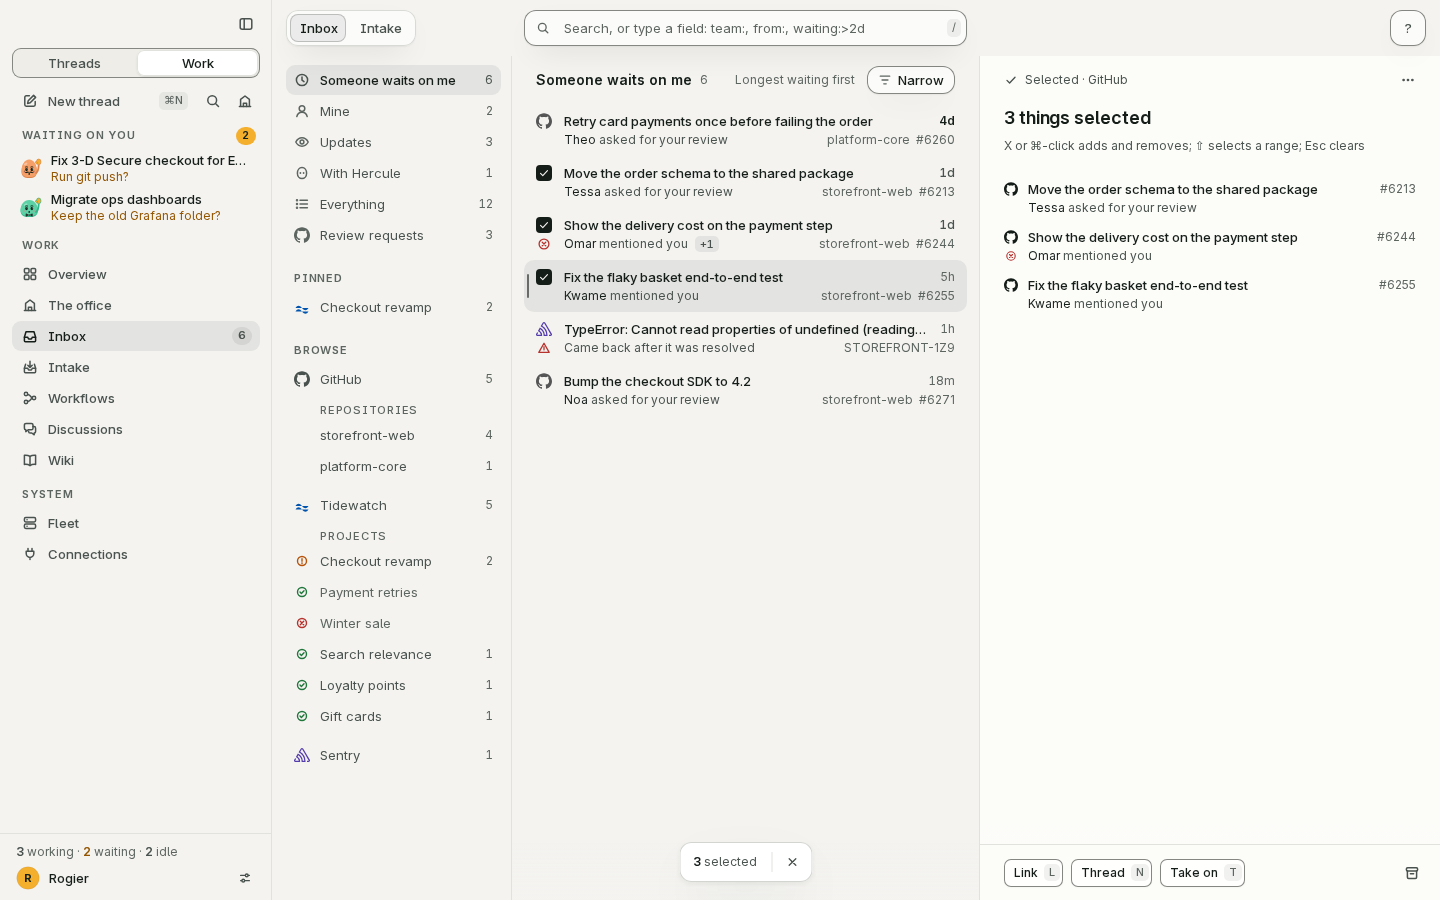 Threads
Work
New thread
⌘N
WAITING ON YOU
2
Fix 3-D Secure checkout for E…
Run git push?
Migrate ops dashboards
Keep the old Grafana folder?
WORK
Overview
The office
Inbox
6
Intake
Workflows
Discussions
Wiki
SYSTEM
Fleet
Connections
3 working · 2 waiting · 2 idle
R
Rogier
Inbox
Intake
Someone waits on me
6
Mine
2
Updates
3
With Hercule
1
Everything
12
Review requests
3
PINNED
Checkout revamp
2
BROWSE
GitHub
5
REPOSITORIES
storefront-web
4
platform-core
1
Tidewatch
5
PROJECTS
Checkout revamp
2
Payment retries
Winter sale
Search relevance
1
Loyalty points
1
Gift cards
1
Sentry
1
Search, or type a field: team:, from:, waiting:>2d
/
?
Someone waits on me 6
Longest waiting first
Narrow
Retry card payments once before failing the order
4d
Theo asked for your review
platform-core #6260
Move the order schema to the shared package
1d
Tessa asked for your review
storefront-web #6213
Show the delivery cost on the payment step
1d
Omar mentioned you +1
storefront-web #6244
Fix the flaky basket end-to-end test
5h
Kwame mentioned you
storefront-web #6255
TypeError: Cannot read properties of undefined (reading…
1h
Came back after it was resolved
STOREFRONT-1Z9
Bump the checkout SDK to 4.2
18m
Noa asked for your review
storefront-web #6271
3 selected
Selected · GitHub
3 things selected
X or ⌘-click adds and removes; ⇧ selects a range; Esc clears
Move the order schema to the shared package
#6213
Tessa asked for your review
Show the delivery cost on the payment step
#6244
Omar mentioned you
Fix the flaky basket end-to-end test
#6255
Kwame mentioned you
Link L
Thread N
Take on T